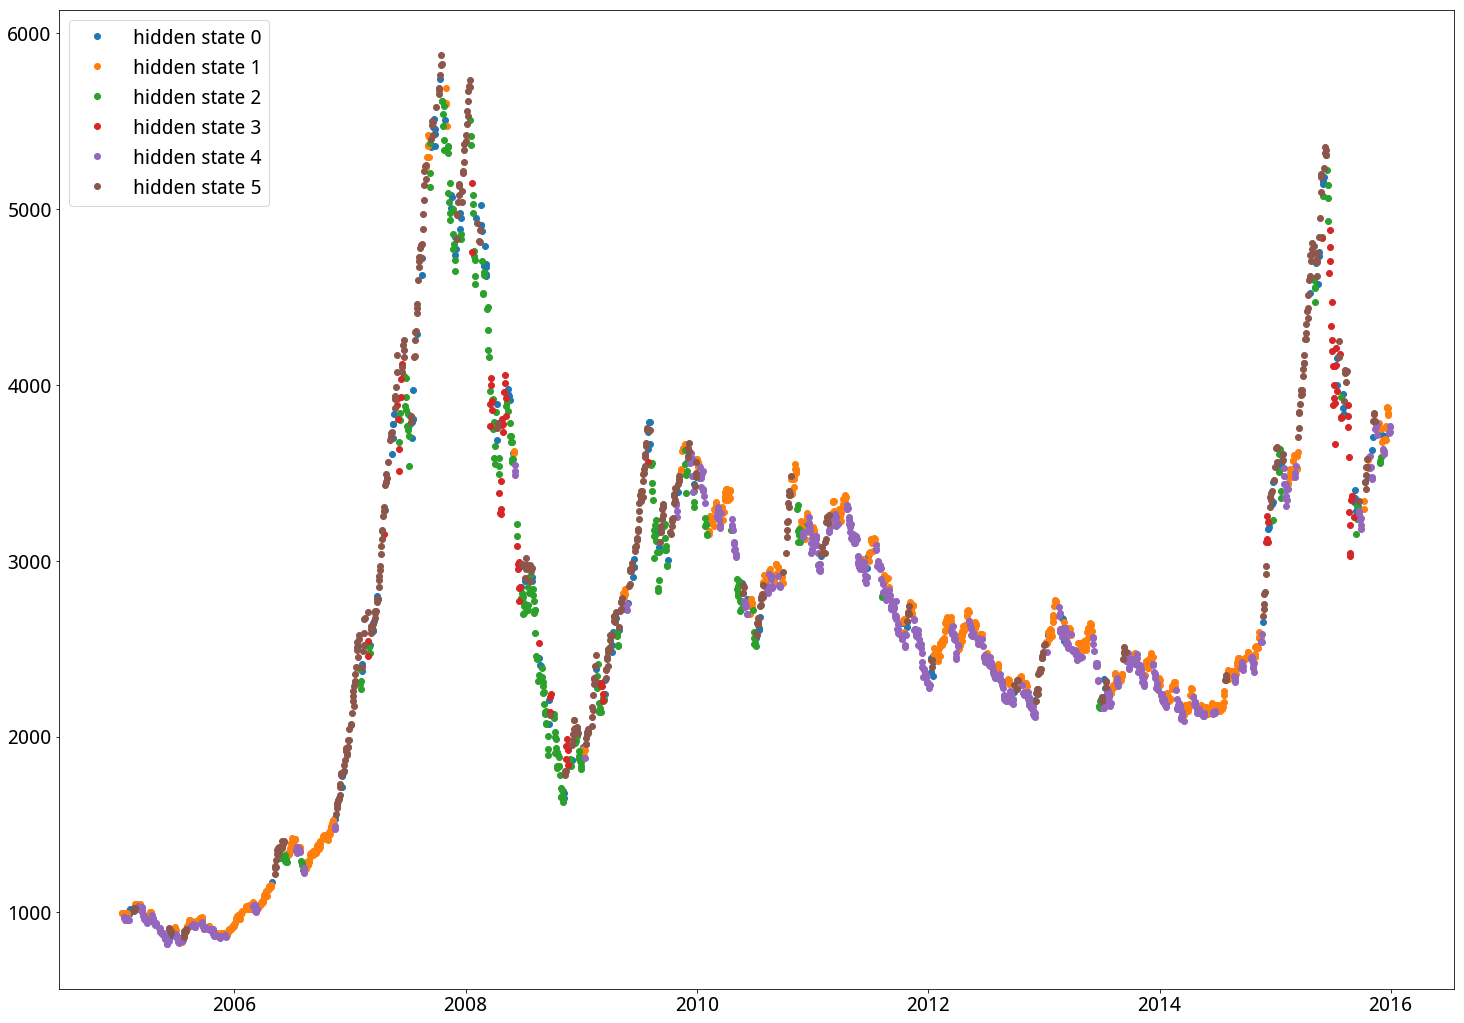 6000
5000
4000
3000
2000
1000
hidden state 0
hidden state 1
hidden state 2
hidden state 3
hidden state 4
hidden state 5
2006 2008 2010 2012 2014 2016